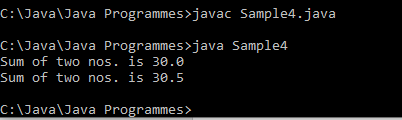 C:\Java\Java Programmes>javac Sample4.java
C:\Java\Java Programmes>java Sample4
Sum of two nos. is 30.0
Sum of two nos. is 30.5
C:\Java\Java Programmes>